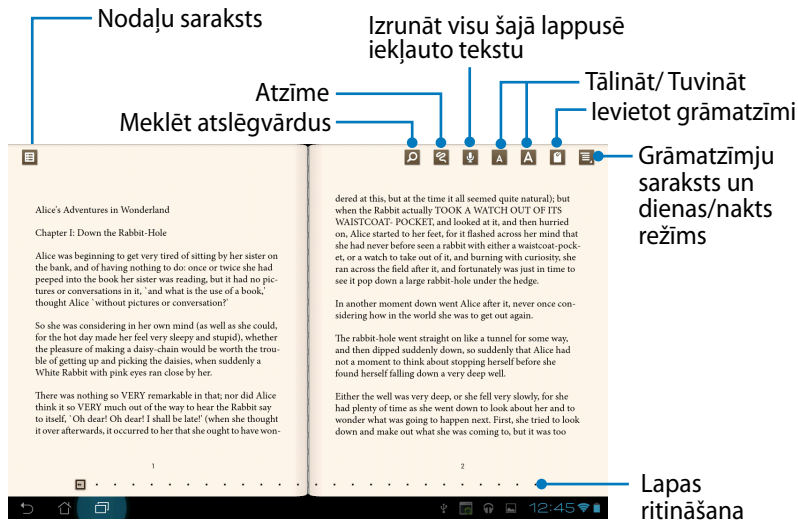 Nodaļu saraksts
Izrunāt visu šajā lappusē
iekļauto tekstu
Atzīme
Meklēt atslēgvārdus
Tālināt/ Tuvināt
Ievietot grāmatzīmi
Grāmatzīmju
saraksts un
dienas/nakts
režīms
A
A
Alice's Adventures in Wonderland
Chapter I: Down the Rabbit-Hole
Alice was beginning to get very tired of sitting by her sister on
the bank, and of having nothing to do: once or twice she had
peeped into the book her sister was reading, but it had no pic-
tures or conversations in it, `and what is the use of a book,'
thought Alice `without pictures or conversation?'
So she was considering in her own mind (as well as she could,
for the hot day made her feel very sleepy and stupid), whether
the pleasure of making a daisy-chain would be worth the trou-
ble of getting up and picking the daisies, when suddenly a
White Rabbit with pink eyes ran close by her.
There was nothing so VERY remarkable in that; nor did Alice
think it so VERY much out of the way to hear the Rabbit say
to itself, `Oh dear! Oh dear! I shall be late!' (when she thought
it over afterwards, it occurred to her that she ought to have won-
1
dered at this, but at the time it all seemed quite natural); but
when the Rabbit actually TOOK A WATCH OUT OF ITS
WAISTCOAT- POCKET, and looked at it, and then hurried
on, Alice started to her feet, for it flashed across her mind that
she had never before seen a rabbit with either a waistcoat-pock-
et, or a watch to take out of it, and burning with curiosity, she
ran across the field after it, and fortunately was just in time to
see it pop down a large rabbit-hole under the hedge.
In another moment down went Alice after it, never once con-
sidering how in the world she was to get out again.
The rabbit-hole went straight on like a tunnel for some way,
and then dipped suddenly down, so suddenly that Alice had
not a moment to think about stopping herself before she
found herself falling down a very deep well.
Either the well was very deep, or she fell very slowly, for she
had plenty of time as she went down to look about her and to
wonder what was going to happen next. First, she tried to look
down and make out what she was coming to, but it was too
2
Lapas
ritināšana
12:45